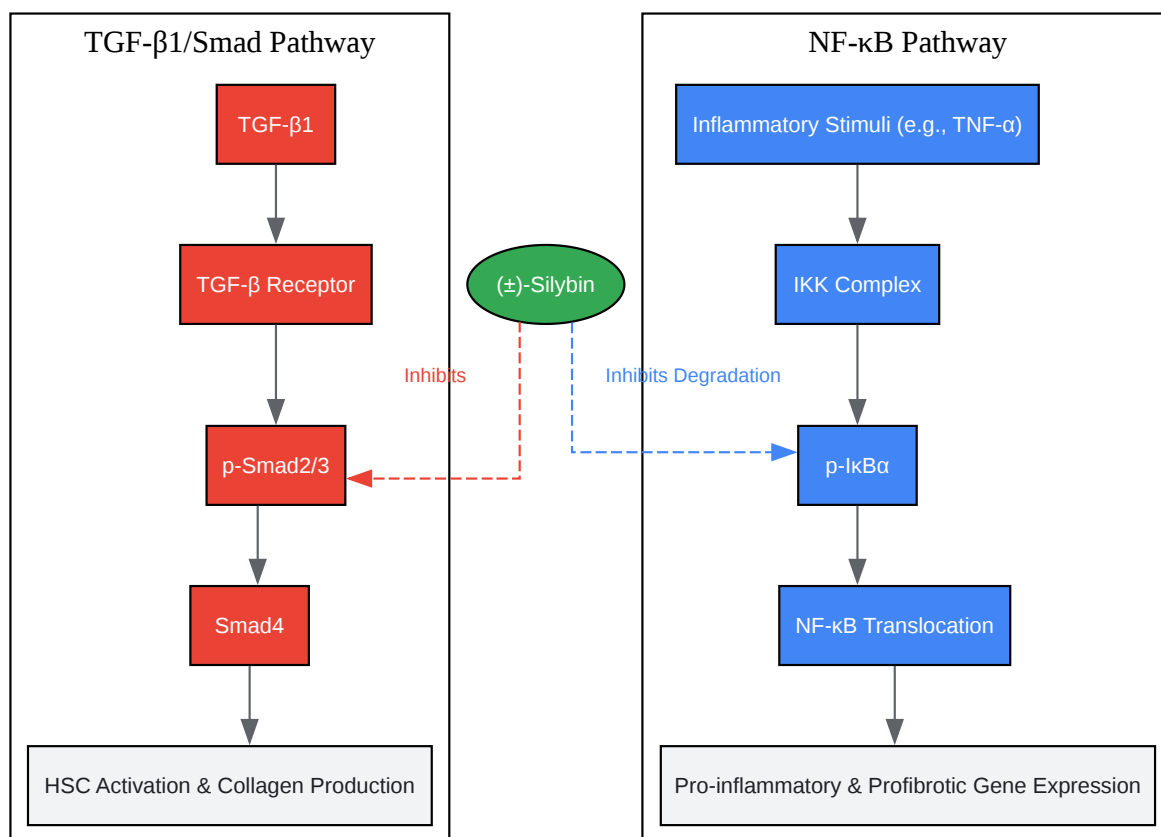 TGF-β1/Smad Pathway
TGF-β1
TGF-β Receptor
Inhibits
p-Smad2/3
Smad4
HSC Activation & Collagen Production
(±)-Silybin
NF-κB Pathway
Inflammatory Stimuli (e.g., TNF-α)
IKK Complex
Inhibits Degradation
p-IκBα
NF-κB Translocation
Pro-inflammatory & Profibrotic Gene Expression